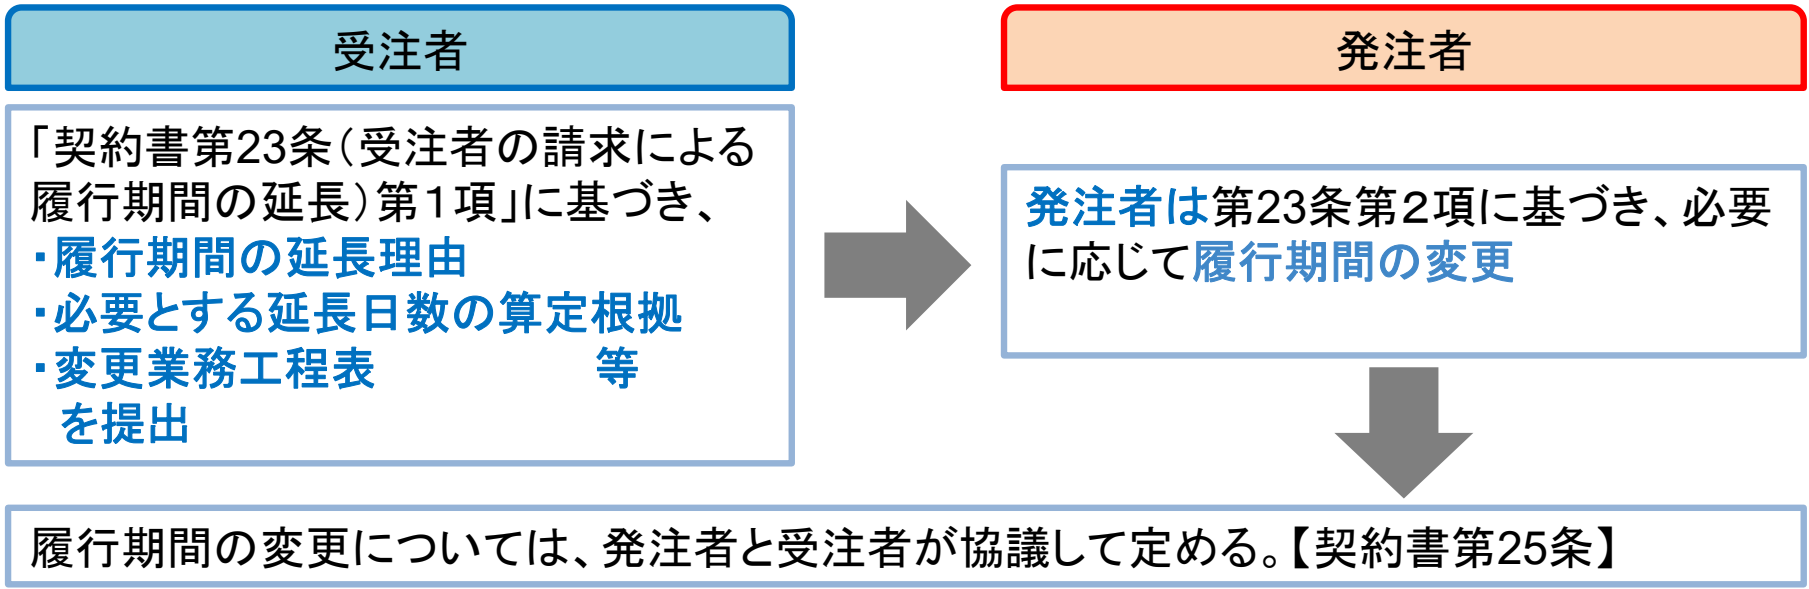 受注者
「契約書第23条(受注者の請求による
履行期間の延長)第1項」に基づき、
・履行期間の延長理由
・必要とする延長日数の算定根拠
・変更業務工程表　　　　　等
を提出
発注者
発注者は第23条第2項に基づき、必要
に応じて履行期間の変更
履行期間の変更については、発注者と受注者が協議して定める。【契約書第25条】